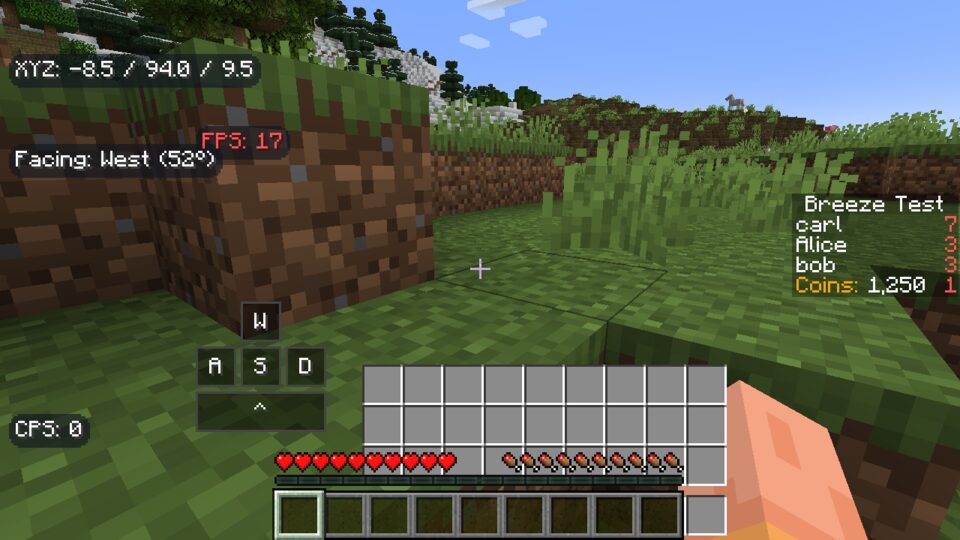 XYZ: -8.5 / 94.0 / 9.5
FPS: 17
Facing: West (52°)
Breeze Test
carl 7
Alice 3
bob 3
Coins: 1,250 1
W
A S D
^
CPS: 0